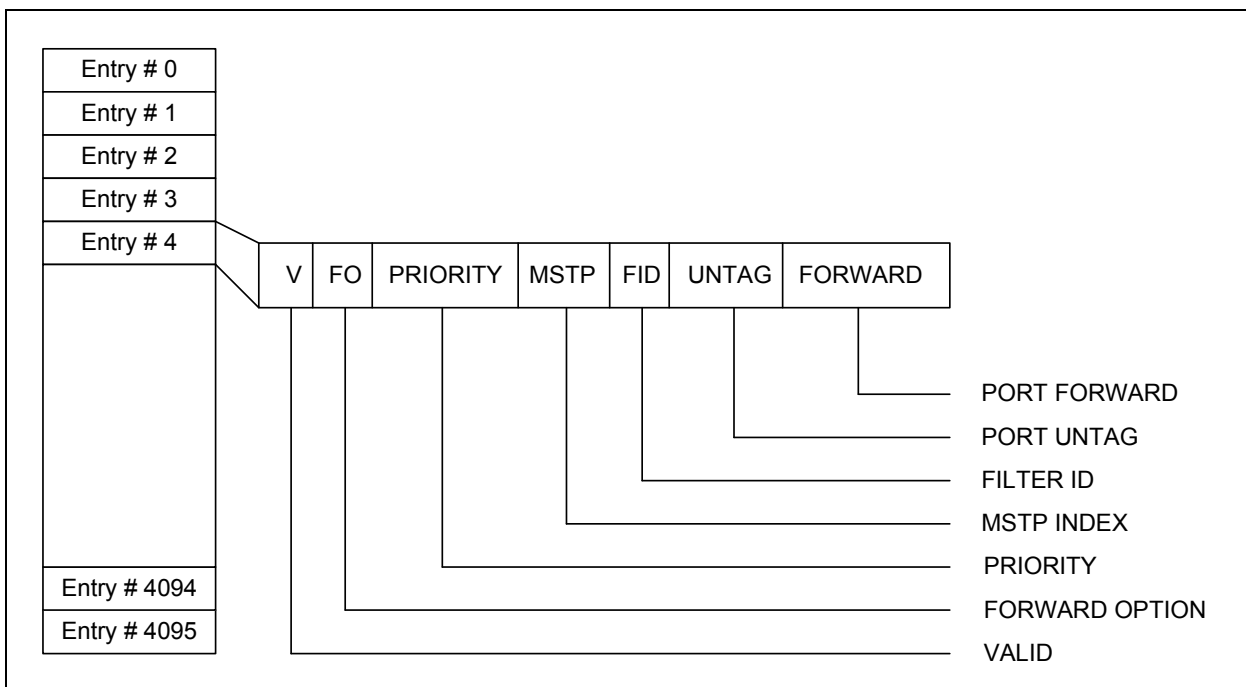 Entry # 0
Entry # 1
Entry # 2
Entry # 3
Entry # 4
V FO PRIORITY MSTP FID UNTAG FORWARD
PORT FORWARD
PORT UNTAG
FILTER ID
MSTP INDEX
PRIORITY
FORWARD OPTION
VALID
Entry # 4094
Entry # 4095